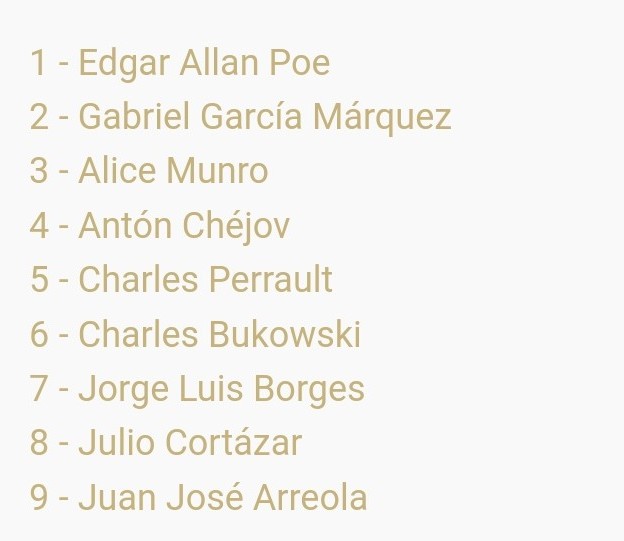 1 - Edgar Allan Poe
2 - Gabriel García Márquez
3 - Alice Munro
4 - Antón Chéjov
5 - Charles Perrault
6 - Charles Bukowski
7 - Jorge Luis Borges
8 - Julio Cortázar
9 - Juan José Arreola